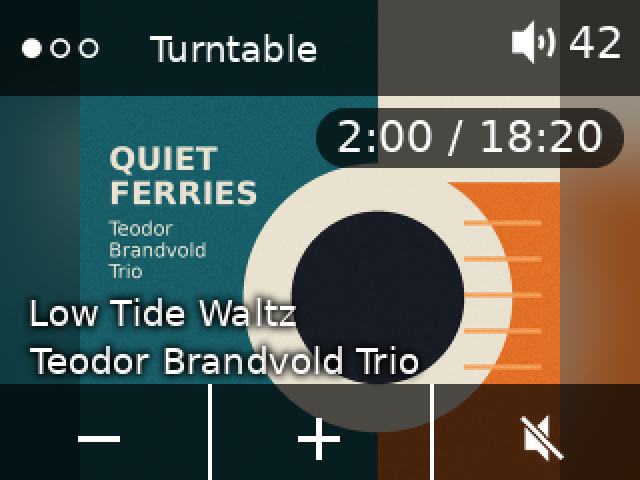 Turntable
42
2:00 / 18:20
QUIET
FERRIES
Teodor
Brandvold
Trio
Low Tide Waltz
Teodor Brandvold Trio